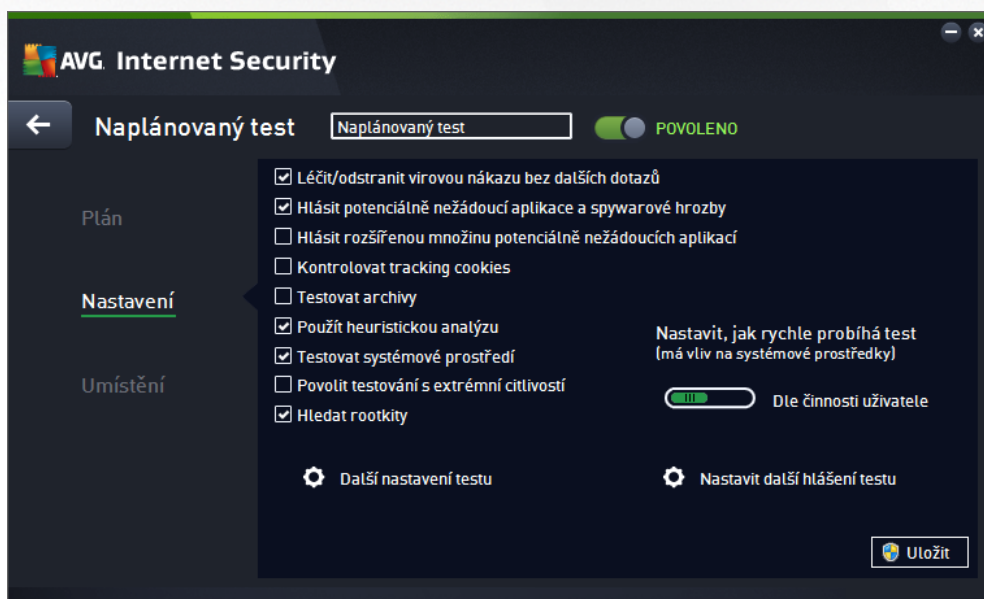 AVG. Internet Security
Naplánovaný test
Naplánovaný test
POVOLENO
Plán
Nastavení
Umístění
Léčit/odstranit virovou nákazu bez dalších dotazů
Hlásit potenciálně nežádoucí aplikace a spywarové hrozby
Hlásit rozšířenou množinu potenciálně nežádoucích aplikací
Kontrolovat tracking cookies
Testovat archivy
Použít heuristickou analýzu
Testovat systémové prostředí
Povolit testování s extrémní citlivostí
Hledat rootkity
Nastavit, jak rychle probíhá test
(má vliv na systémové prostředky)
Dle činnosti uživatele
Další nastavení testu
Nastavit další hlášení testu
Uložit